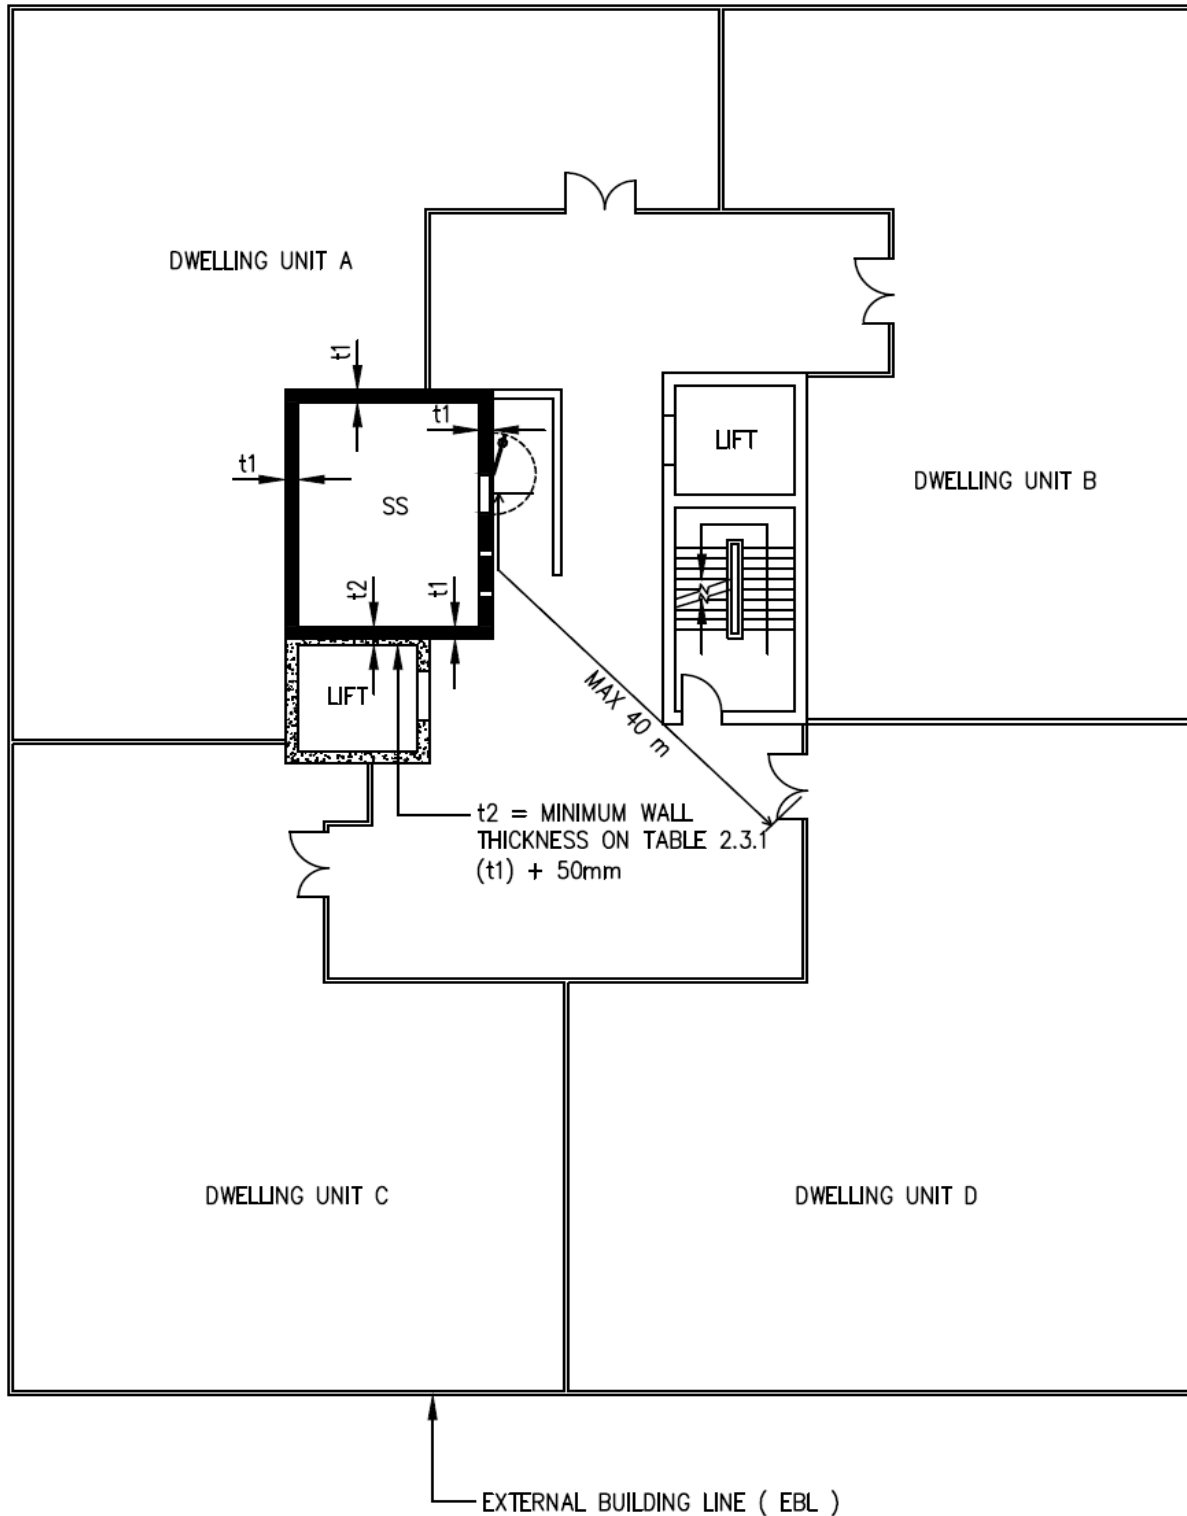 DWELLING UNIT A
t1
t1
LIFT
t1
DWELLING UNIT B
SS
t2
t1
LIFT
MAX 40 m
t2 = MINIMUM WALL
THICKNESS ON TABLE 2.3.1
(t1) + 50mm
DWELLING UNIT C
DWELLING UNIT D
EXTERNAL BUILDING LINE ( EBL )